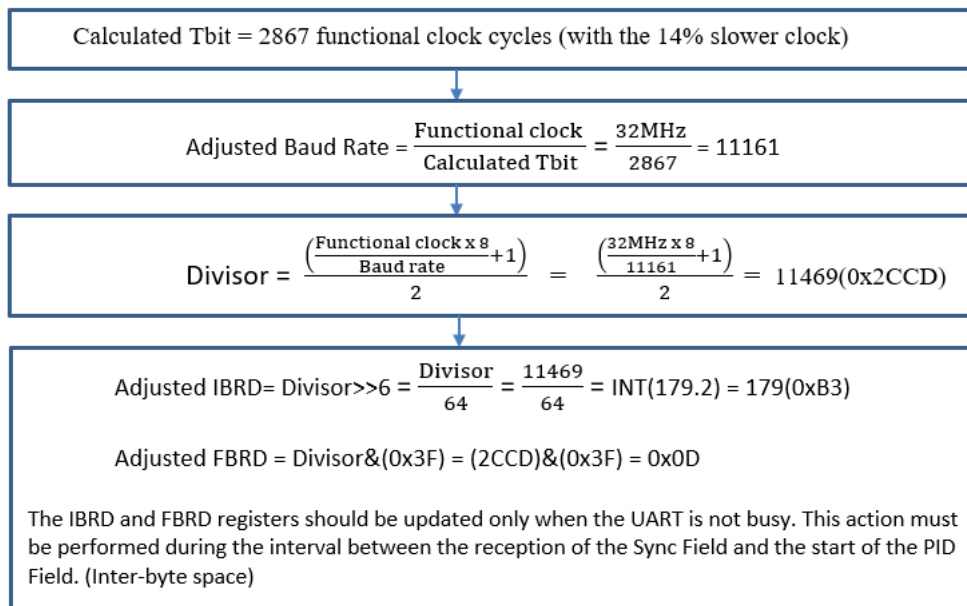 Calculated Tbit = 2867 functional clock cycles (with the 14% slower clock)
Adjusted Baud Rate = Functional clock / Calculated Tbit = 32MHz / 2867 = 11161
Divisor = ((Functional clock x 8 / Baud rate +1) / 2) = ((32MHz x 8 / 11161 +1) / 2) = 11469(0x2CCD)
Adjusted IBRD= Divisor>>6 = Divisor / 64 = 11469 / 64 = INT(179.2) = 179(0xB3)
Adjusted FBRD = Divisor&(0x3F) = (2CCD)&(0x3F) = 0x0D
The IBRD and FBRD registers should be updated only when the UART is not busy. This action must
be performed during the interval between the reception of the Sync Field and the start of the PID
Field. (Inter-byte space)